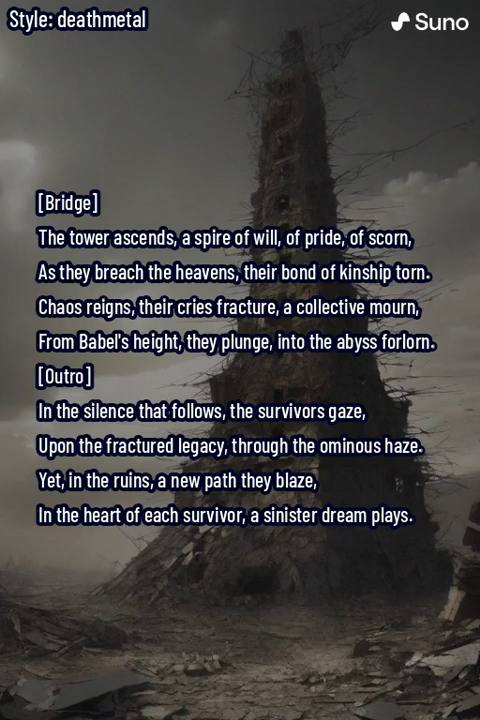 Style: deathmetal
Suno
[Bridge]
The tower ascends, a spire of will, of pride, of scorn,
As they breach the heavens, their bond of kinship torn.
Chaos reigns, their cries fracture, a collective mourn,
From Babel's height, they plunge, into the abyss forlorn.
[Outro]
In the silence that follows, the survivors gaze,
Upon the fractured legacy, through the ominous haze.
Yet, in the ruins, a new path they blaze,
In the heart of each survivor, a sinister dream plays.